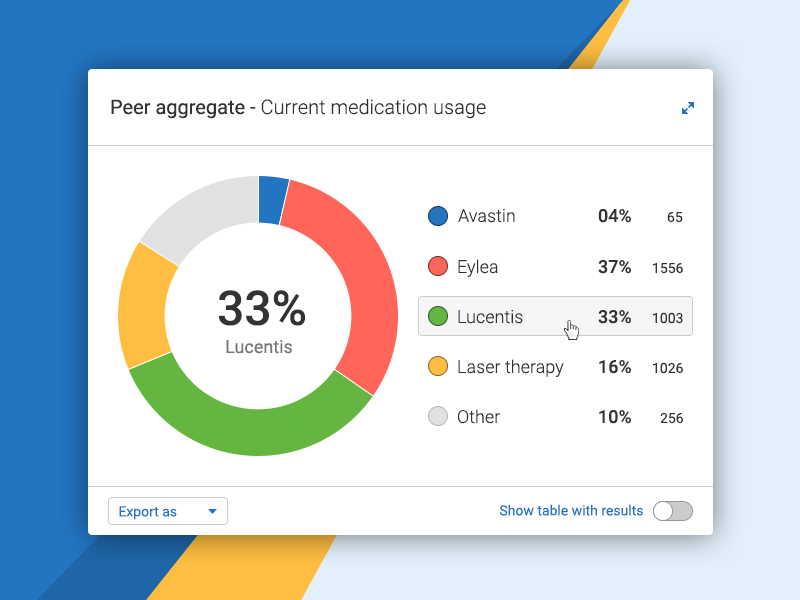 Peer aggregate - Current medication usage
33%
Lucentis
Avastin 04% 65
Eylea 37% 1556
Lucentis 33% 1003
Laser therapy 16% 1026
Other 10% 256
Export as
Show table with results